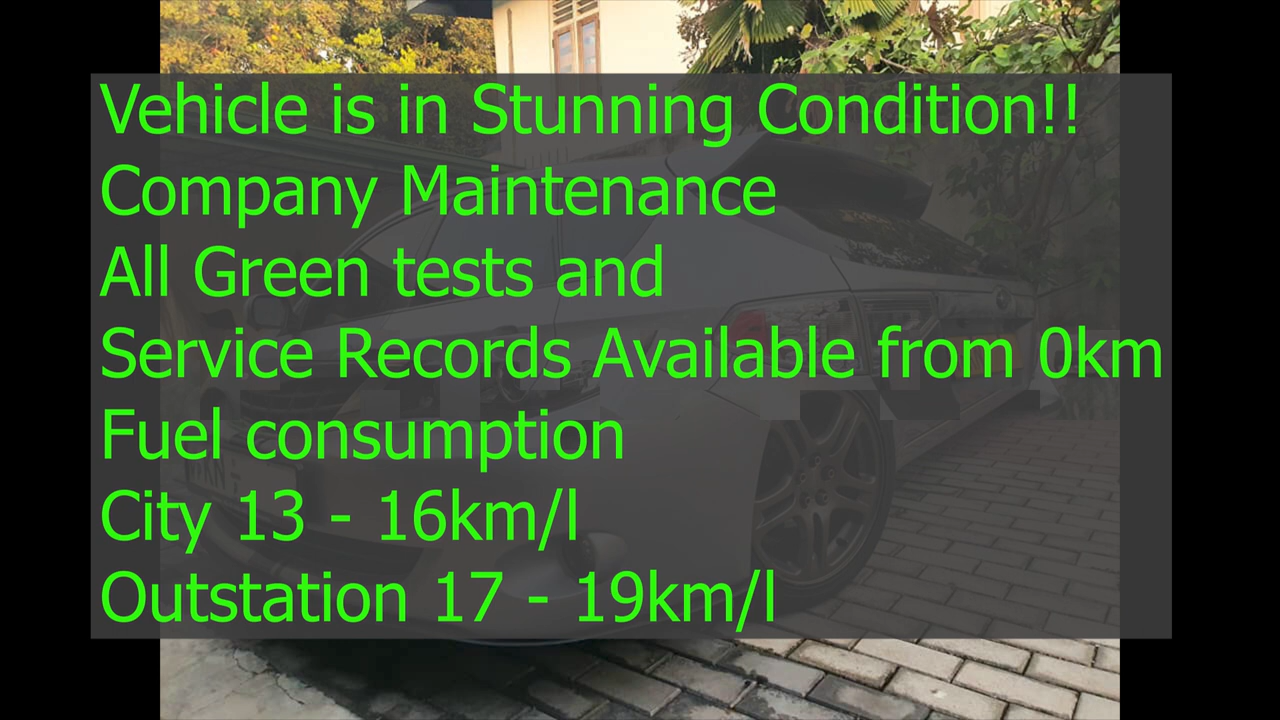 Vehicle is in Stunning Condition!!
Company Maintenance
All Green tests and
Service Records Available from 0km
Fuel consumption
City 13 - 16km/l
Outstation 17 - 19km/l